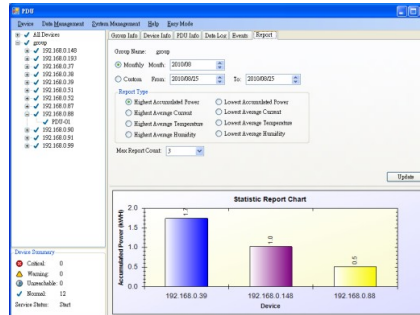 PDU
Device Data Management System Management Help Easy Mode
All Devices
group
192.168.0.148
192.168.0.193
192.168.0.37
192.168.0.38
192.168.0.39
192.168.0.51
192.168.0.52
192.168.0.87
192.168.0.88
PDU-01
192.168.0.90
192.168.0.91
192.168.0.99
Device Summary
Critical: 0
Warning: 0
Unreachable: 0
Normal: 12
Service Status: Start
Group Info Device Info PDU Info Data Log Events Report
Group Name: group
Monthly Month: 2010/08
Custom From: 2010/08/25 To: 2010/08/25
Report Type
Highest Accumulated Power Lowest Accumulated Power
Highest Average Current Lowest Average Current
Highest Average Temperature Lowest Average Temperature
Highest Average Humidity Lowest Average Humidity
Max Report Count: 3
Update
Statistic Report Chart
Accumulated Power (kWH)
2.0
1.5
1.0
0.5
0.0
1.7
1.0
0.5
192.168.0.39 192.168.0.148 192.168.0.88
Device